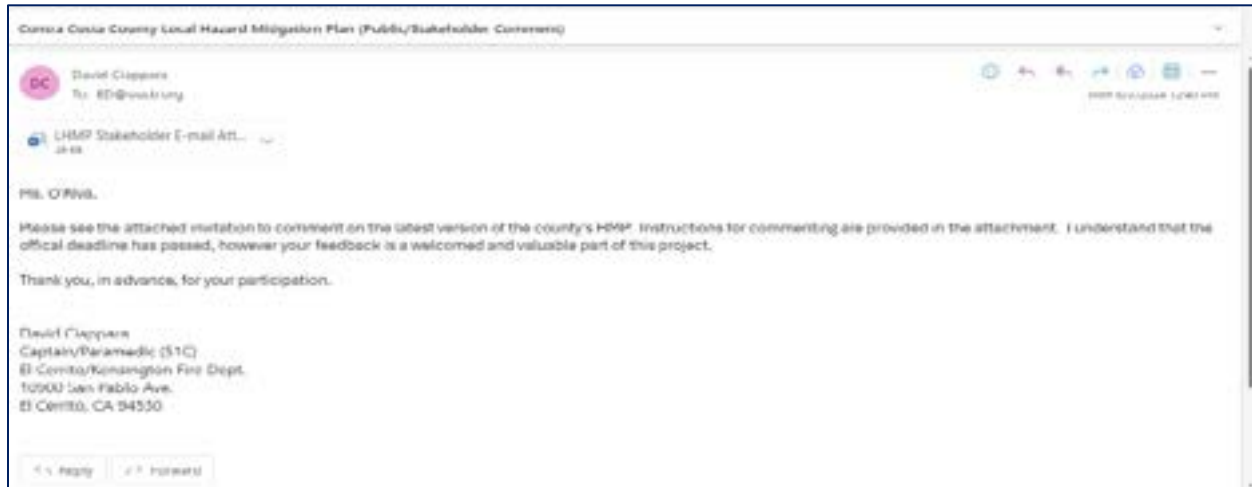 Contra Costa County Local Hazard Mitigation Plan (Public/Stakeholder Comment)
DC
David Ciappara
To:
LHMP Stakeholder E-mail Att...
Ms. O'Riva,
Please see the attached invitation to comment on the latest version of the county's HMP. Instructions for commenting are provided in the attachment. I understand that the
offical deadline has passed, however your feedback is a welcomed and valuable part of this project.
Thank you, in advance, for your participation.
David Ciappara
Captain/Paramedic (51C)
El Cerrito/Kensington Fire Dept.
10900 San Pablo Ave.
El Cerrito, CA 94530
Reply
Forward